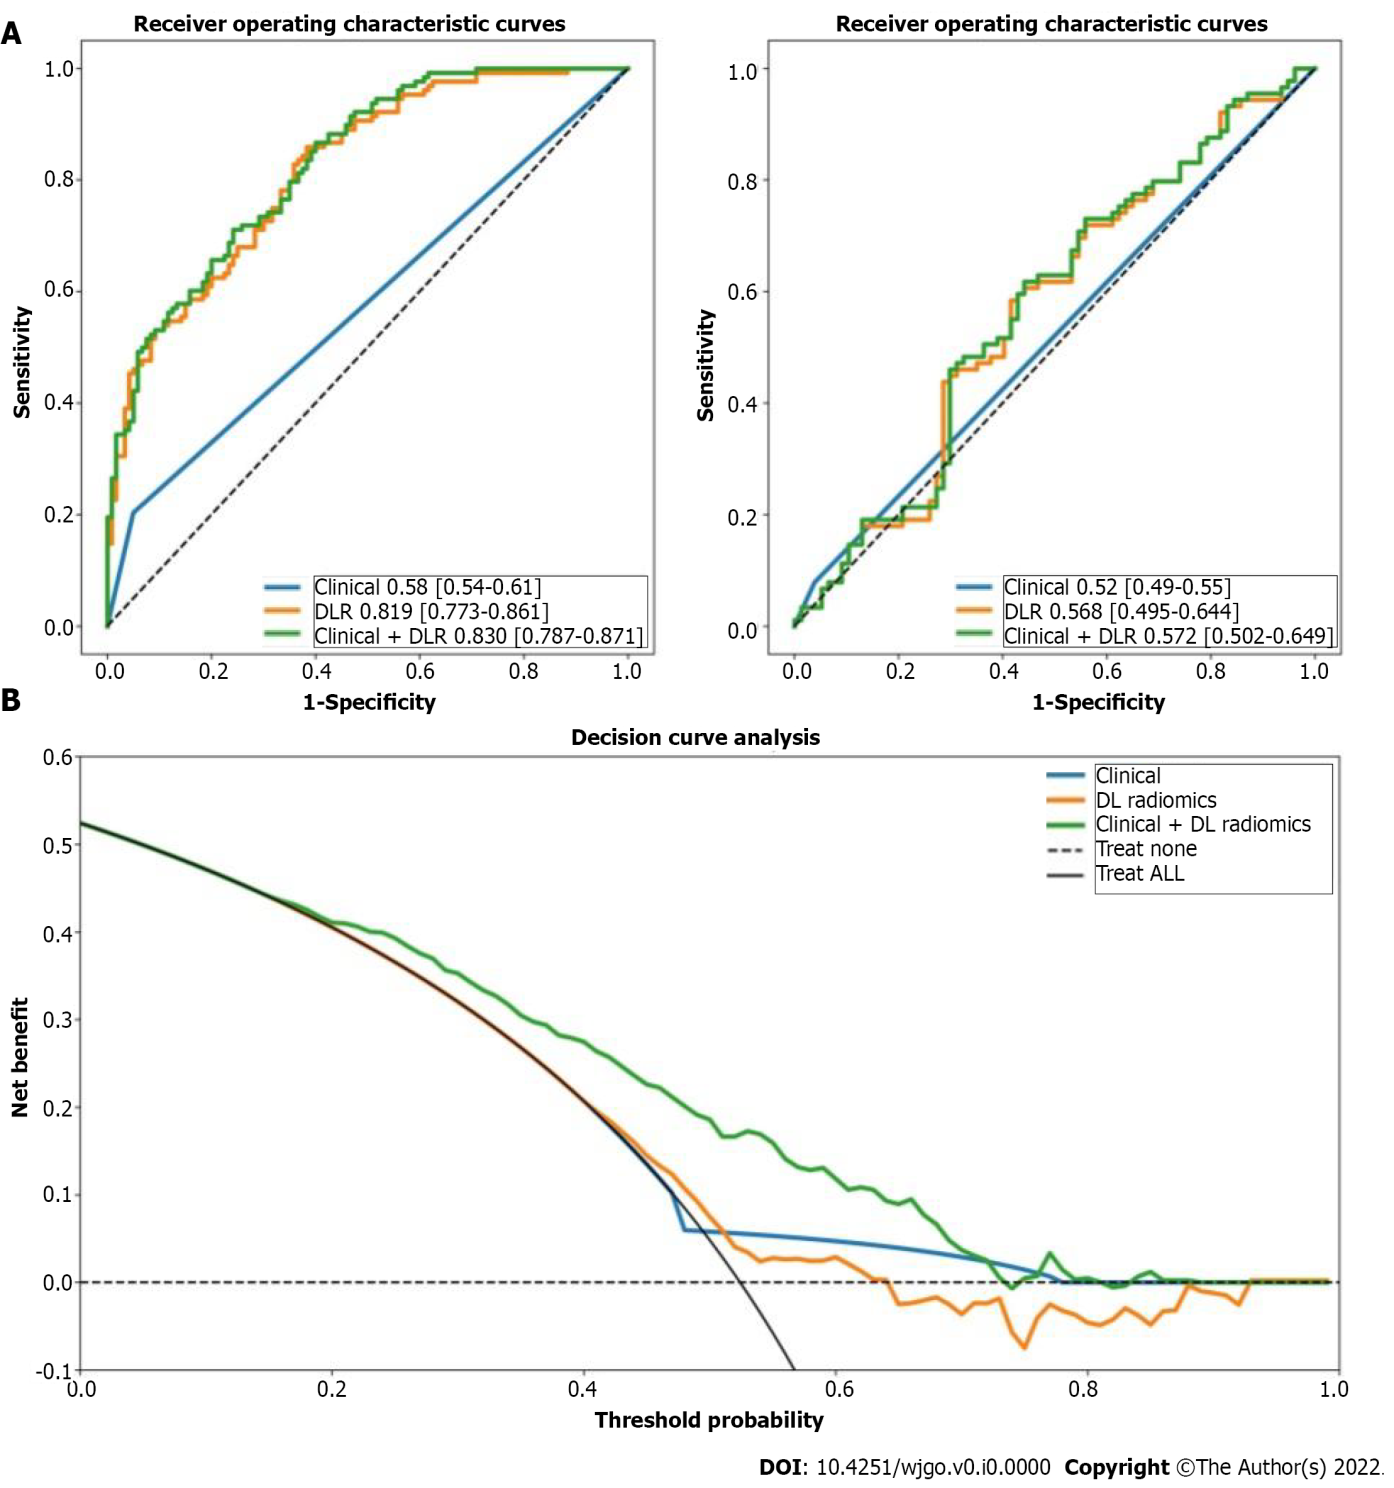 A
Receiver operating characteristic curves
1.0
0.8
0.6
0.4
0.2
0.0
Sensitivity
Clinical 0.58 [0.54-0.61]
DLR 0.819 [0.773-0.861]
Clinical + DLR 0.830 [0.787-0.871]
0.0 0.2 0.4 0.6 0.8 1.0
1-Specificity
Receiver operating characteristic curves
1.0
0.8
0.6
0.4
0.2
0.0
Sensitivity
Clinical 0.52 [0.49-0.55]
DLR 0.568 [0.495-0.644]
Clinical + DLR 0.572 [0.502-0.649]
0.0 0.2 0.4 0.6 0.8 1.0
1-Specificity
B
Decision curve analysis
0.6
0.5
0.4
0.3
0.2
0.1
0.0
-0.1
Net benefit
Clinical
DL radiomics
Clinical + DL radiomics
Treat none
Treat ALL
0.0 0.2 0.4 0.6 0.8 1.0
Threshold probability
DOI: 10.4251/wjgo.v0.i0.0000 Copyright ©The Author(s) 2022.